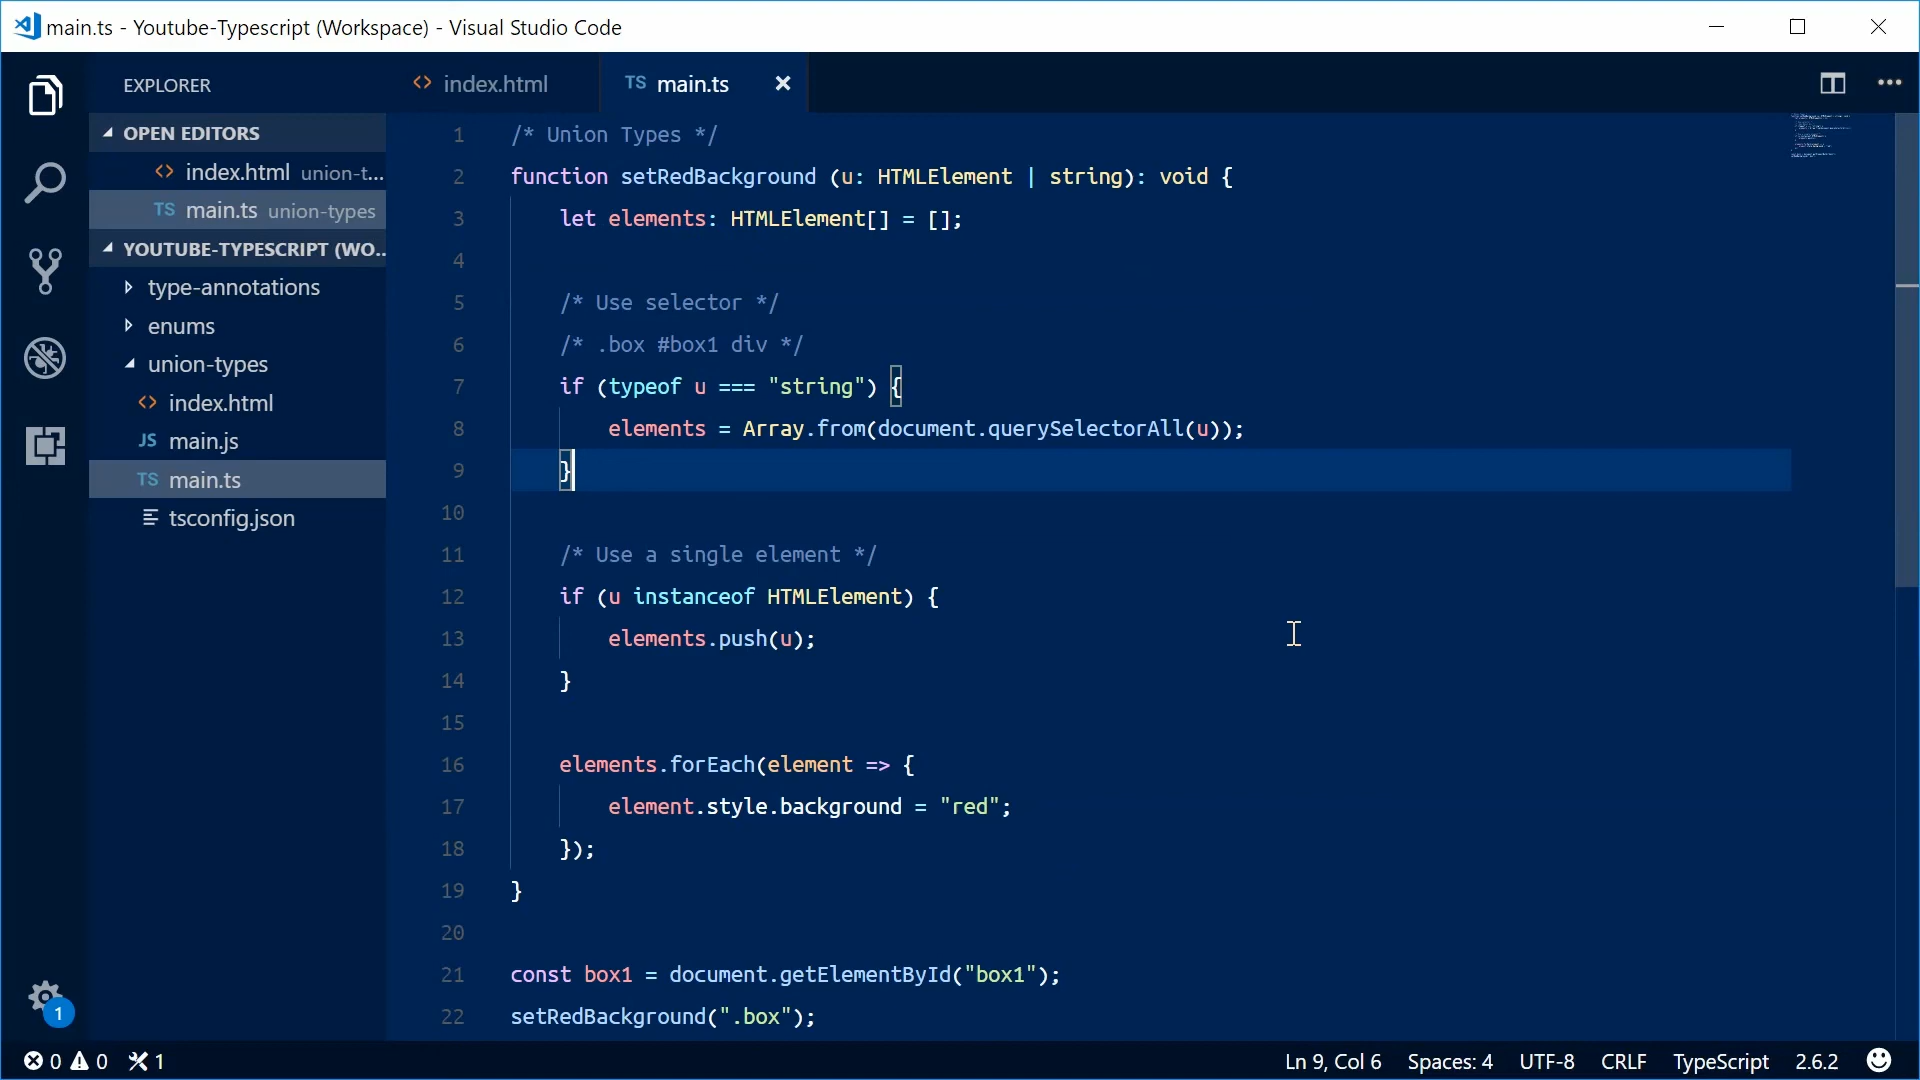 main.ts - Youtube-Typescript (Workspace) - Visual Studio Code
EXPLORER
OPEN EDITORS
<> index.html union-t...
TS main.ts union-types
YOUTUBE-TYPESCRIPT (WO...
type-annotations
enums
union-types
<> index.html
JS main.js
TS main.ts
tsconfig.json
<> index.html
TS main.ts
1 /* Union Types */
2 function setRedBackground (u: HTMLElement | string): void {
3     let elements: HTMLElement[] = [];
4
5     /* Use selector */
6     /* .box #box1 div */
7     if (typeof u === "string") {
8         elements = Array.from(document.querySelectorAll(u));
9     }
10
11     /* Use a single element */
12     if (u instanceof HTMLElement) {
13         elements.push(u);
14     }
15
16     elements.forEach(element => {
17         element.style.background = "red";
18     });
19 }
20
21 const box1 = document.getElementById("box1");
22 setRedBackground(".box");
1
0 0 1
Ln 9, Col 6 Spaces: 4 UTF-8 CRLF TypeScript 2.6.2